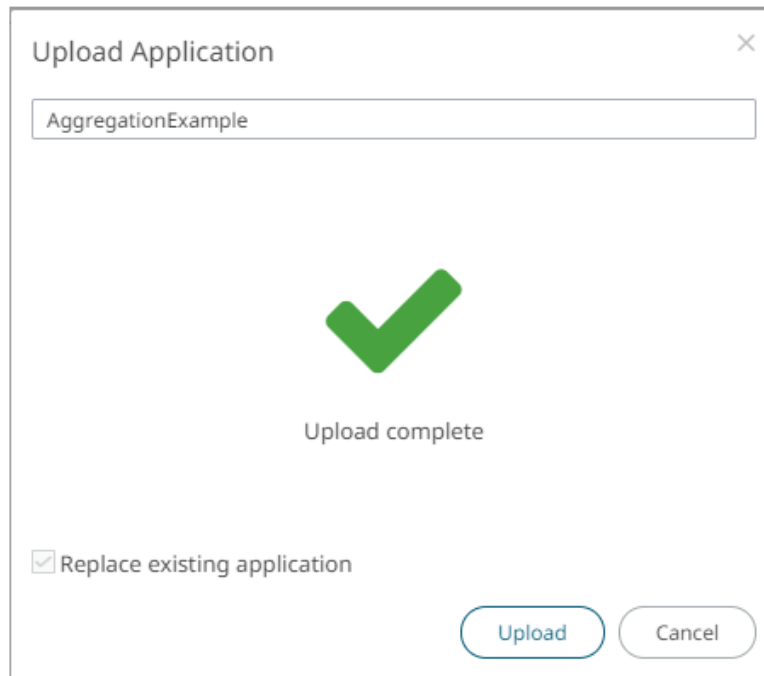 Upload Application
AggregationExample
Upload complete
Replace existing application
Upload
Cancel